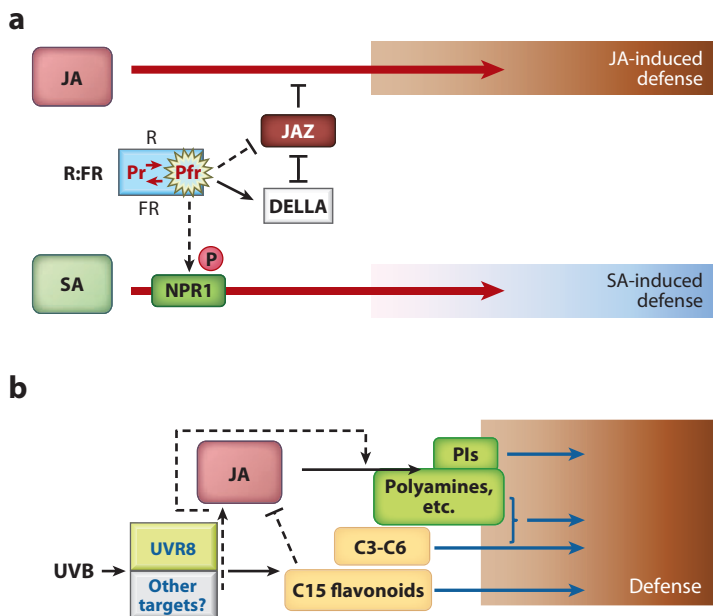 a
JA
JA-induced
defense
JAZ
R
R:FR
Pr
Pfr
FR
DELLA
P
SA
NPR1
SA-induced
defense
b
JA
PIs
Polyamines,
etc.
UVB
UVR8
Other
targets?
C3-C6
C15 flavonoids
Defense